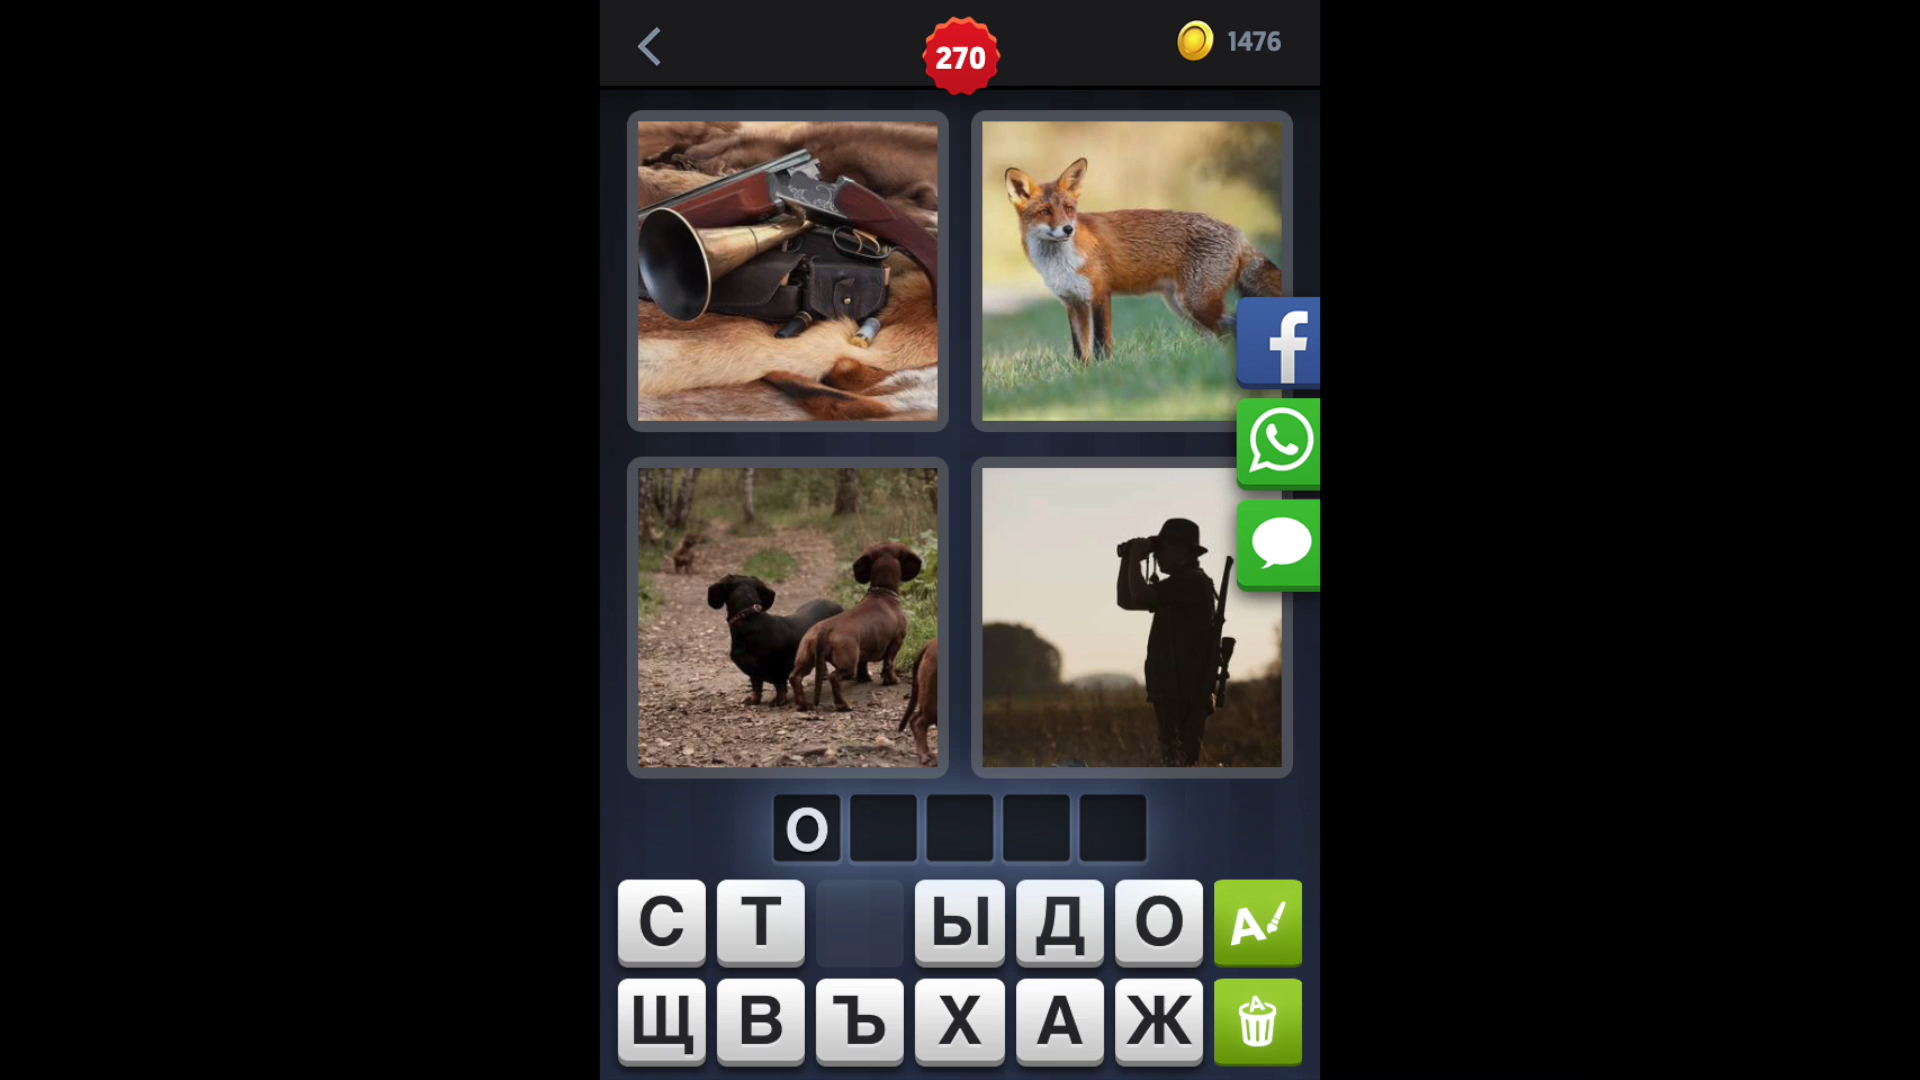 270
1476
О
С Т Ы Д О А
Щ В Ъ Х А Ж А